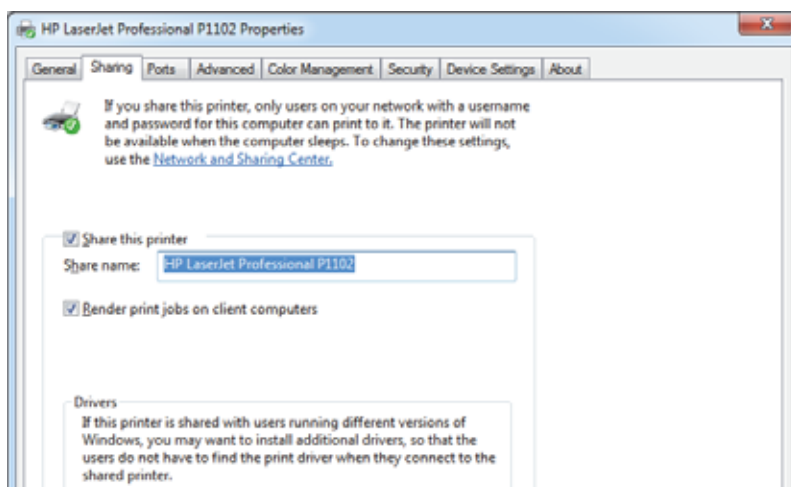 HP LaserJet Professional P1102 Properties
General Sharing Ports Advanced Color Management Security Device Settings About
If you share this printer, only users on your network with a username
and password for this computer can print to it. The printer will not
be available when the computer sleeps. To change these settings,
use the Network and Sharing Center.
Share this printer
Share name: HP LaserJet Professional P1102
Render print jobs on client computers
Drivers
If this printer is shared with users running different versions of
Windows, you may want to install additional drivers, so that the
users do not have to find the print driver when they connect to the
shared printer.